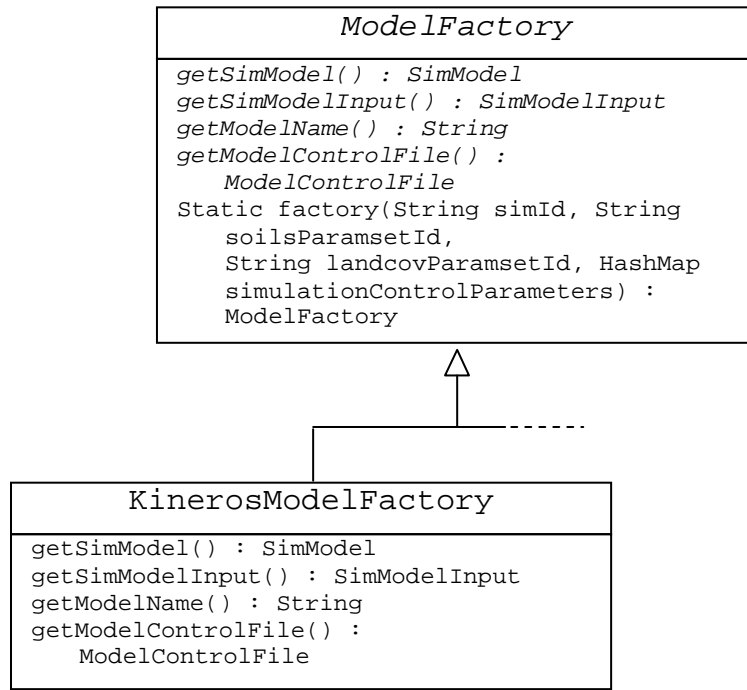 ModelFactory
getSimModel() : SimModel
getSimModelInput() : SimModelInput
getModelName() : String
getModelControlFile() :
ModelControlFile
Static factory(String simId, String
soilsParamsetId,
String landcovParamsetId, HashMap
simulationControlParameters) :
ModelFactory
KinerosModelFactory
getSimModel() : SimModel
getSimModelInput() : SimModelInput
getModelName() : String
getModelControlFile() :
ModelControlFile